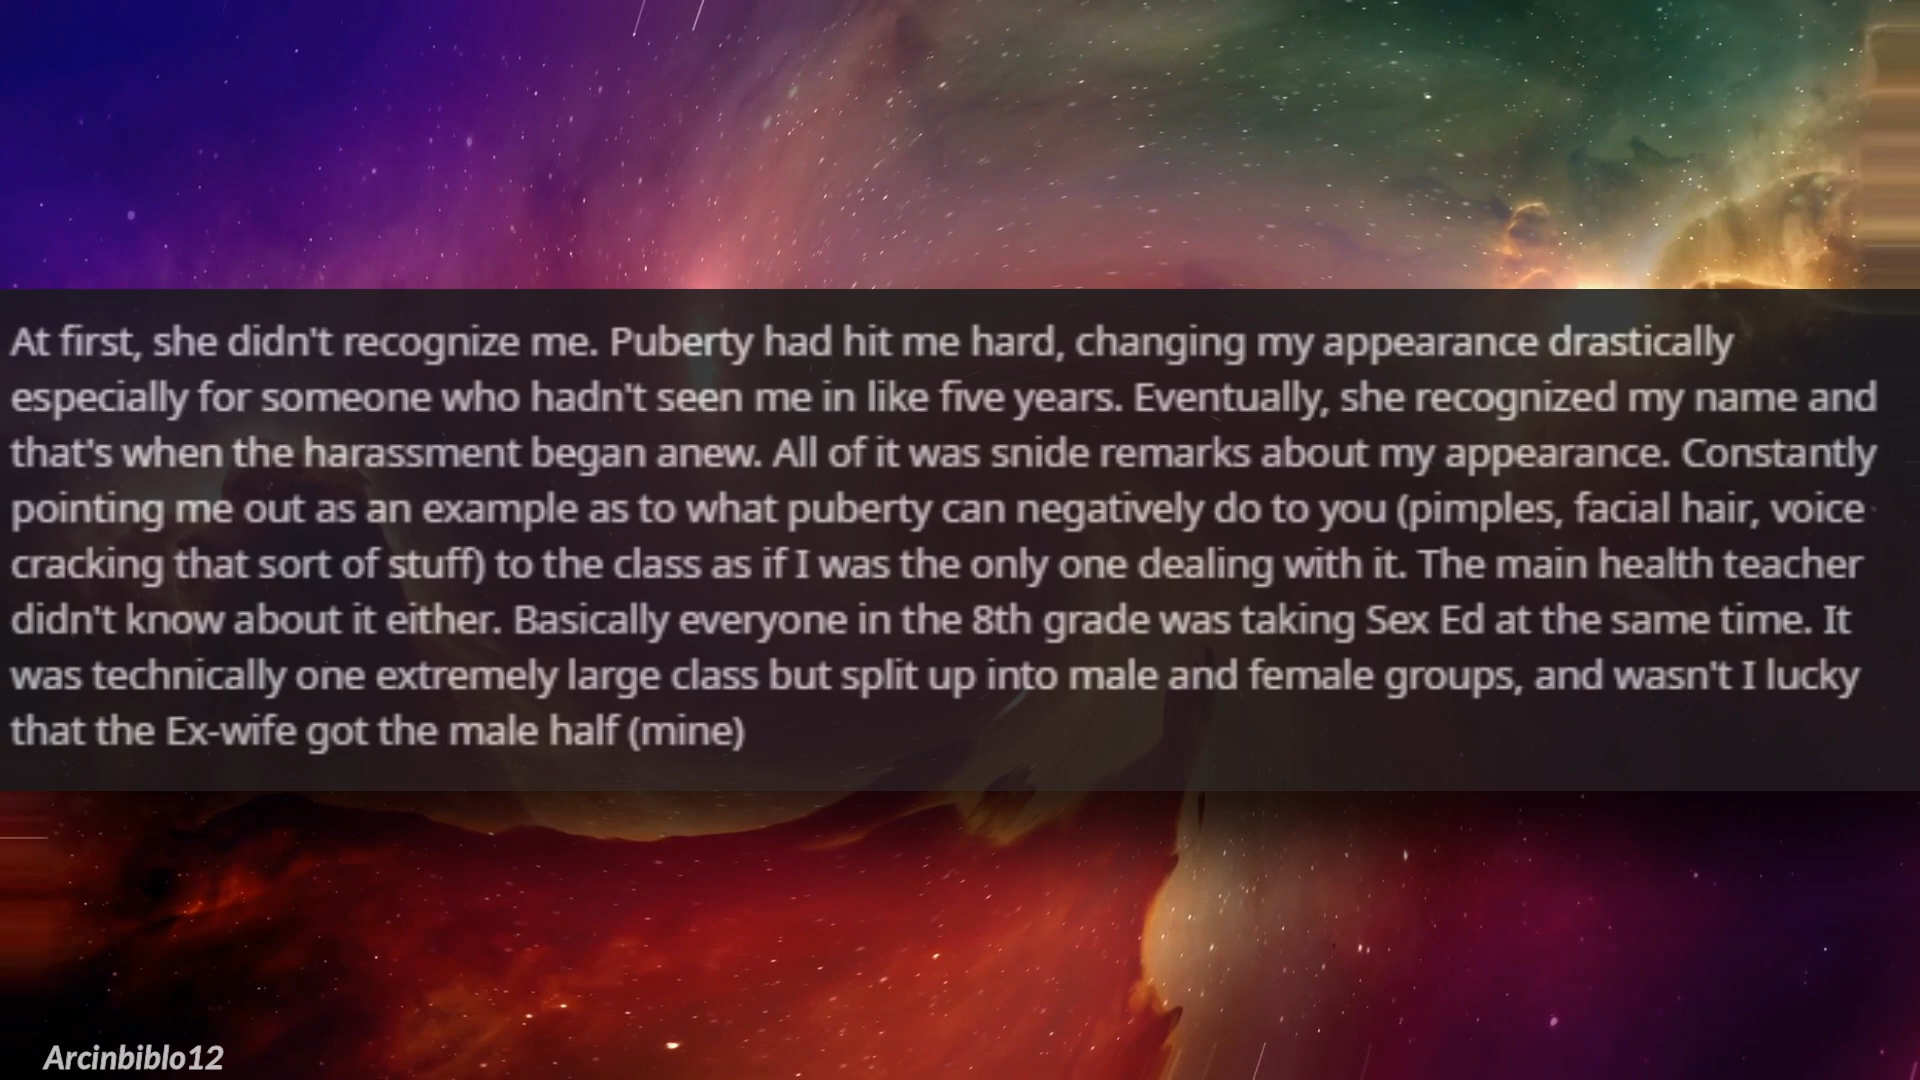 At first, she didn't recognize me. Puberty had hit me hard, changing my appearance drastically
especially for someone who hadn't seen me in like five years. Eventually, she recognized my name and
that's when the harassment began anew. All of it was snide remarks about my appearance. Constantly
pointing me out as an example as to what puberty can negatively do to you (pimples, facial hair, voice
cracking that sort of stuff) to the class as if I was the only one dealing with it. The main health teacher
didn't know about it either. Basically everyone in the 8th grade was taking Sex Ed at the same time. It
was technically one extremely large class but split up into male and female groups, and wasn't I lucky
that the Ex-wife got the male half (mine)
Arcinbiblo12